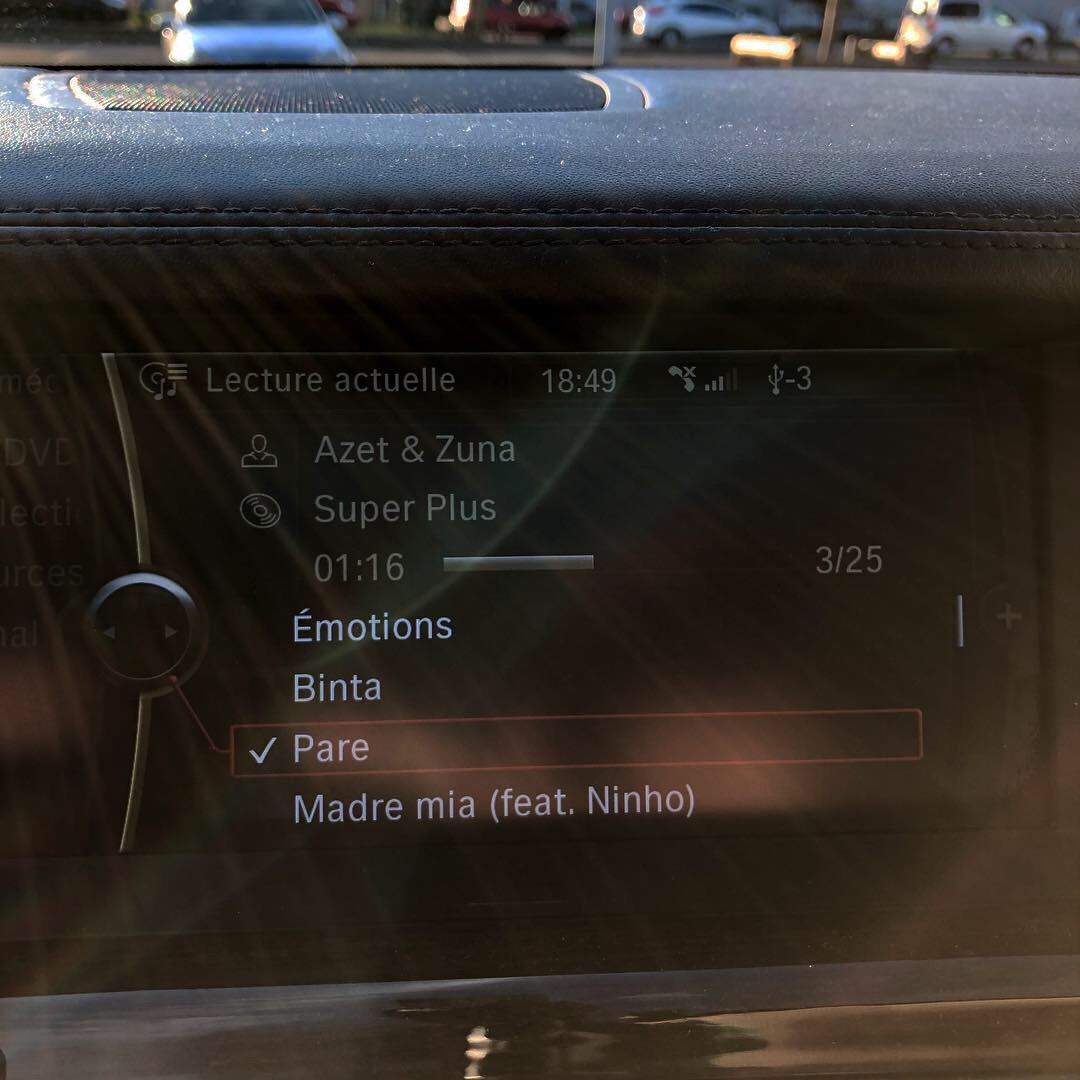 Lecture actuelle 18:49 -3
Azet & Zuna
Super Plus
01:16 3/25
Émotions
Binta
✓ Pare
Madre mia (feat. Ninho)
DVD